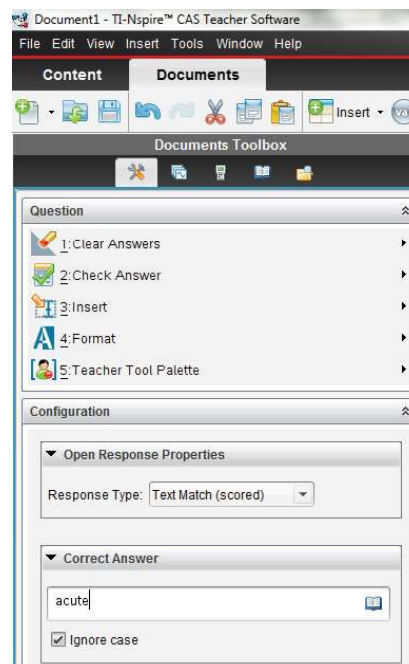 Document1 - TI-Nspire™ CAS Teacher Software
File Edit View Insert Tools Window Help
Content Documents
Insert
Documents Toolbox
Question
1:Clear Answers
2:Check Answer
3:Insert
4:Format
5:Teacher Tool Palette
Configuration
Open Response Properties
Response Type: Text Match (scored)
Correct Answer
acute
Ignore case